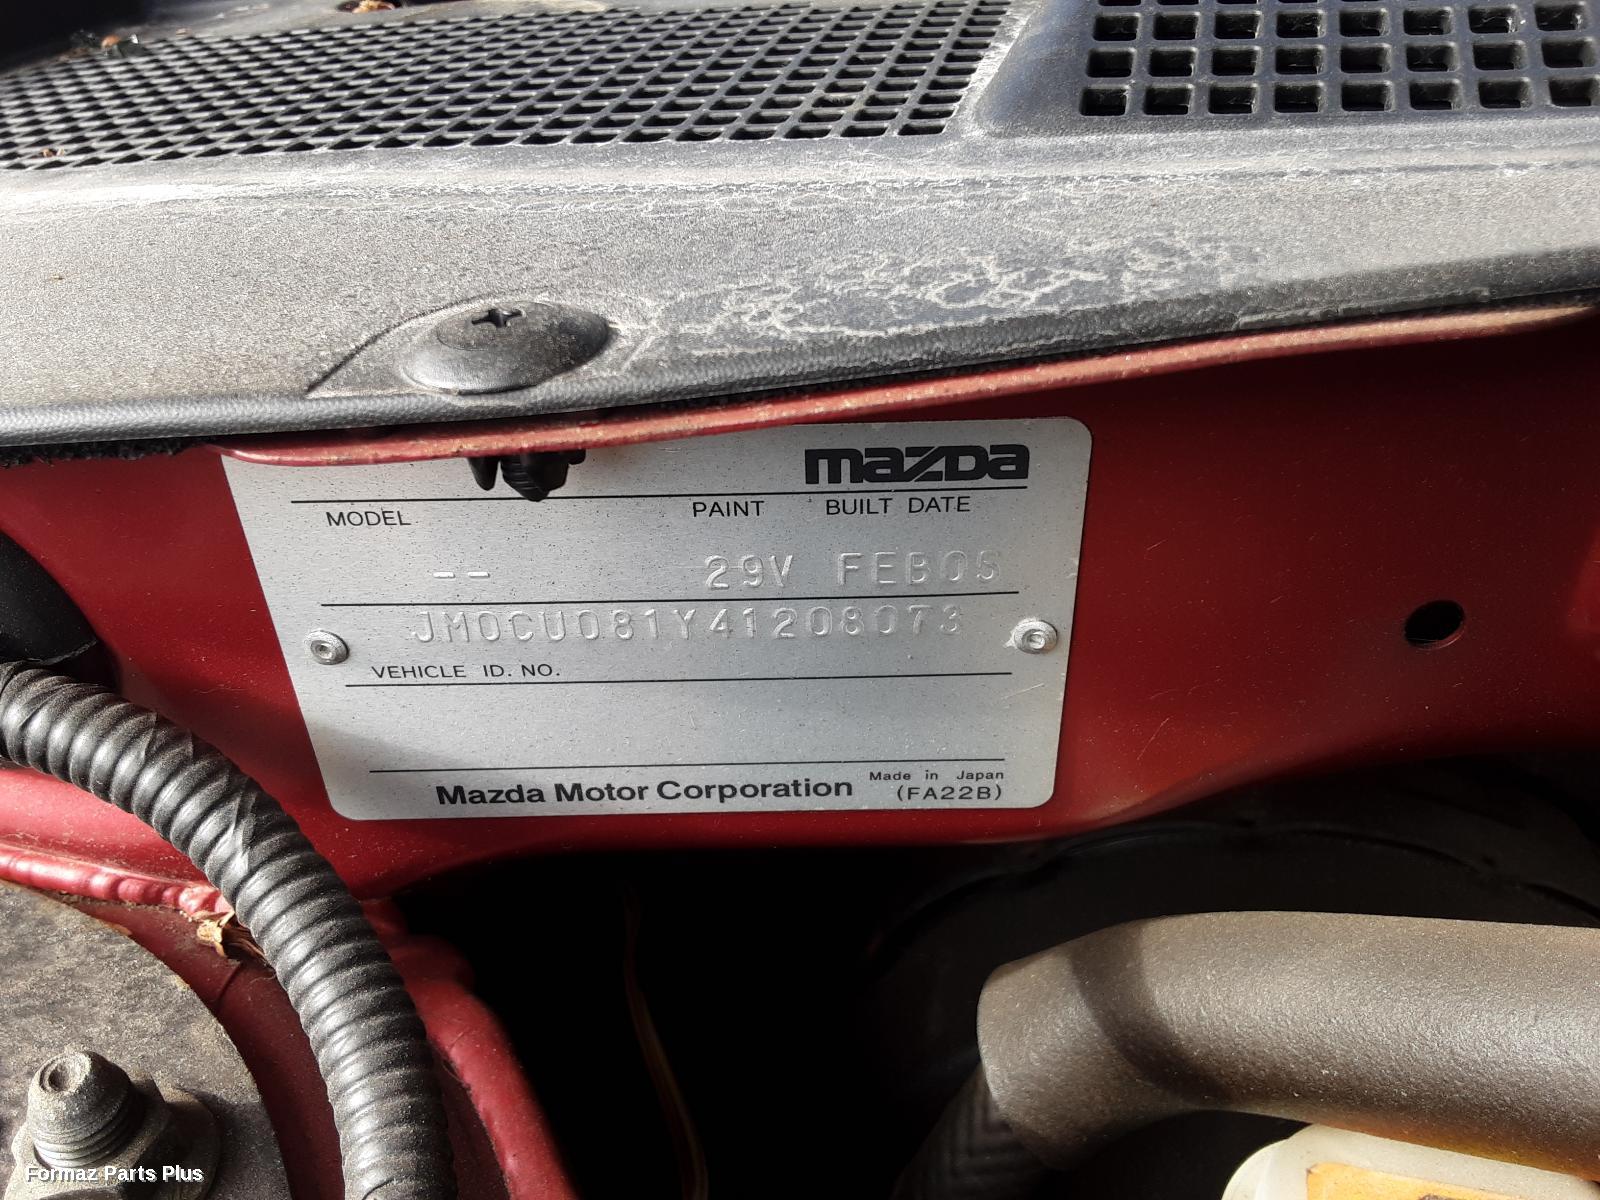 mazda
MODEL PAINT BUILT DATE
-- 29V FEB05
JM0CU081Y41208073
VEHICLE ID. NO.
Mazda Motor Corporation
Made in Japan
(FA22B)
Formaz Parts Plus